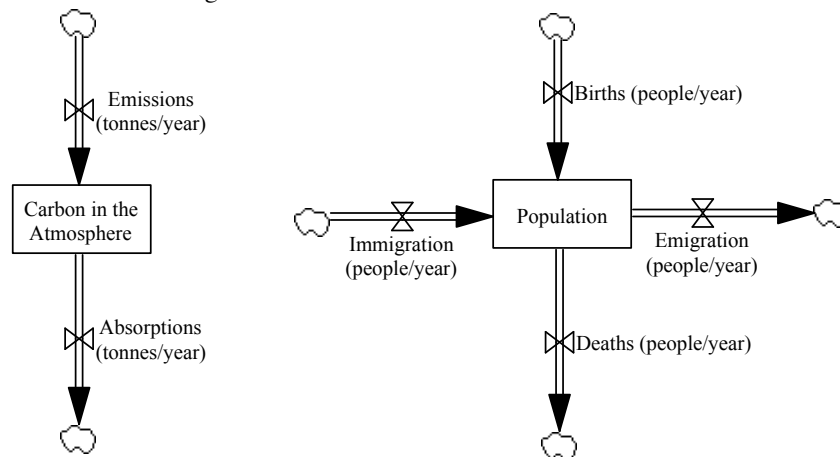 Emissions
(tonnes/year)
Carbon in the
Atmosphere
Absorptions
(tonnes/year)
Births (people/year)
Immigration
(people/year)
Population
Emigration
(people/year)
Deaths (people/year)